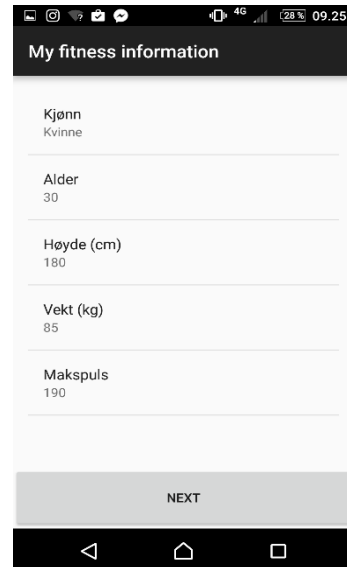 4G 28% 09.25
My fitness information
Kjønn
Kvinne
Alder
30
Høyde (cm)
180
Vekt (kg)
85
Makspuls
190
NEXT